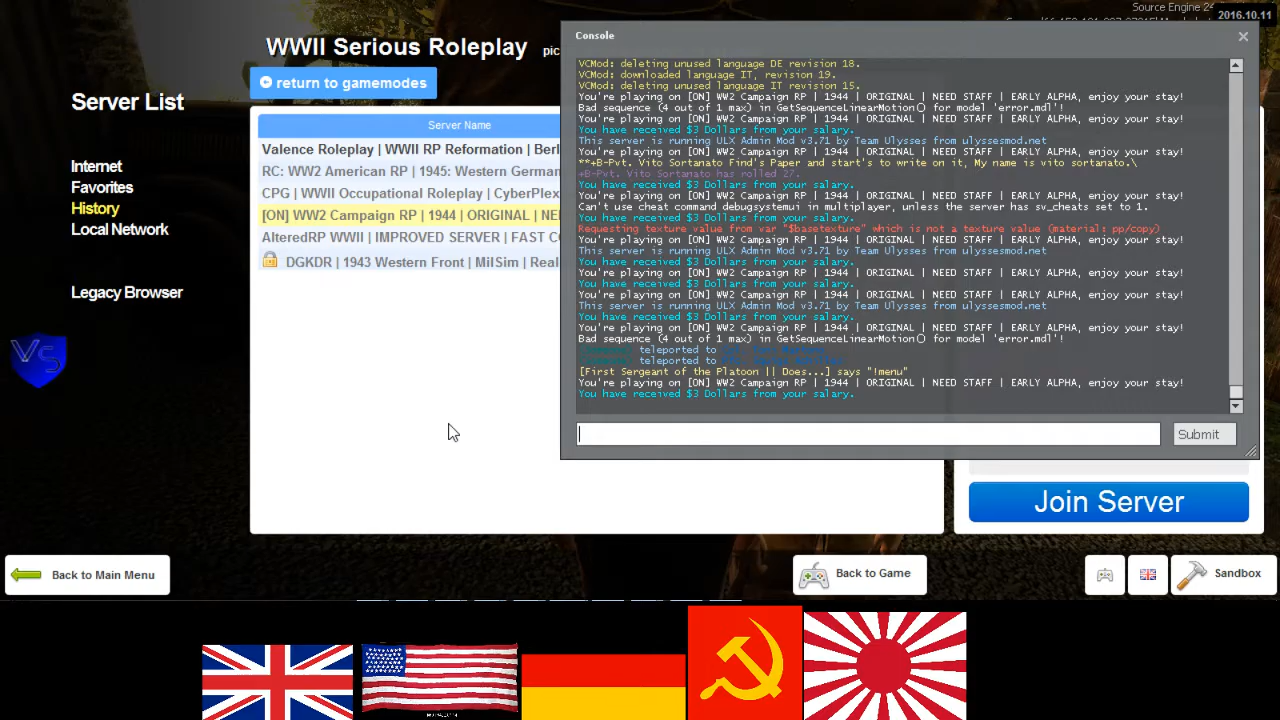 Source Engine 24
2016.10.11
WWII Serious Roleplay
return to gamemodes
Server List
Internet
Favorites
History
Local Network
Legacy Browser
VS
Server Name
Valence Roleplay | WWII RP Reformation | Berl
RC: WW2 American RP | 1945: Western German
CPG | WWII Occupational Roleplay | CyberPlex
[ON] WW2 Campaign RP | 1944 | ORIGINAL | NEE
AlteredRP WWII | IMPROVED SERVER | FAST CO
DGKDR | 1943 Western Front | MilSim | Real
Console
VCMod: deleting unused language DE revision 18.
VCMod: downloaded language IT, revision 19.
VCMod: deleting unused language IT revision 15.
You're playing on [ON] WW2 Campaign RP | 1944 | ORIGINAL | NEED STAFF | EARLY ALPHA, enjoy your stay!
Bad sequence (4 out of 1 max) in GetSequenceLinearMotion() for model 'error.mdl'!
You're playing on [ON] WW2 Campaign RP | 1944 | ORIGINAL | NEED STAFF | EARLY ALPHA, enjoy your stay!
You have received $3 Dollars from your salary.
This server is running ULX Admin Mod v3.71 by Team Ulysses from ulyssesmod.net
You're playing on [ON] WW2 Campaign RP | 1944 | ORIGINAL | NEED STAFF | EARLY ALPHA, enjoy your stay!
**+B-Pvt. Vito Sortanato Find's Paper and start's to write on it, My name is vito sortanato.\
+B-Pvt. Vito Sortanato has rolled 27.
You have received $3 Dollars from your salary.
You're playing on [ON] WW2 Campaign RP | 1944 | ORIGINAL | NEED STAFF | EARLY ALPHA, enjoy your stay!
Can't use cheat command debugsystemui in multiplayer, unless the server has sv_cheats set to 1.
You have received $3 Dollars from your salary.
Requesting texture value from var "$basetexture" which is not a texture value (material: pp/copy)
You're playing on [ON] WW2 Campaign RP | 1944 | ORIGINAL | NEED STAFF | EARLY ALPHA, enjoy your stay!
This server is running ULX Admin Mod v3.71 by Team Ulysses from ulyssesmod.net
You have received $3 Dollars from your salary.
You're playing on [ON] WW2 Campaign RP | 1944 | ORIGINAL | NEED STAFF | EARLY ALPHA, enjoy your stay!
You have received $3 Dollars from your salary.
You're playing on [ON] WW2 Campaign RP | 1944 | ORIGINAL | NEED STAFF | EARLY ALPHA, enjoy your stay!
This server is running ULX Admin Mod v3.71 by Team Ulysses from ulyssesmod.net
You have received $3 Dollars from your salary.
You're playing on [ON] WW2 Campaign RP | 1944 | ORIGINAL | NEED STAFF | EARLY ALPHA, enjoy your stay!
Bad sequence (4 out of 1 max) in GetSequenceLinearMotion() for model 'error.mdl'!
teleported to
teleported to
[First Sergeant of the Platoon || Does...] says "!menu"
You're playing on [ON] WW2 Campaign RP | 1944 | ORIGINAL | NEED STAFF | EARLY ALPHA, enjoy your stay!
You have received $3 Dollars from your salary.
Submit
Join Server
Back to Main Menu
Back to Game
Sandbox